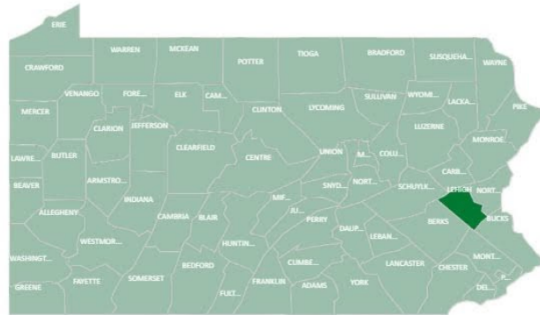 ERIE
WARREN
MCKEAN
POTTER
TIOGA
BRADFORD
SUSQUEHA...
WAYNE
CRAWFORD
VENANGO
FORE...
ELK
CAM...
CLINTON
LYCOMING
SULLIVAN
WYOMI...
LACKA...
PIKE
MERCER
CLARION
JEFFERSON
CLEARFIELD
CENTRE
UNION
M...
COLU...
LUZERNE
MONROE...
LAWRE...
BUTLER
ARMSTRO...
INDIANA
SNYD...
NORT...
SCHUYLK...
CARB...
LEHIGH
NORT...
BEAVER
ALLEGHENY
WESTMOR...
CAMBRIA
BLAIR
HUNTIN...
MIF...
JU...
PERRY
DAUP...
LEBAN...
BERKS
BUCKS
WASHINGT...
GREENE
FAYETTE
SOMERSET
BEDFORD
FULT...
FRANKLIN
CUMBE...
ADAMS
YORK
LANCASTER
CHESTER
MONT...
DEL...
P...